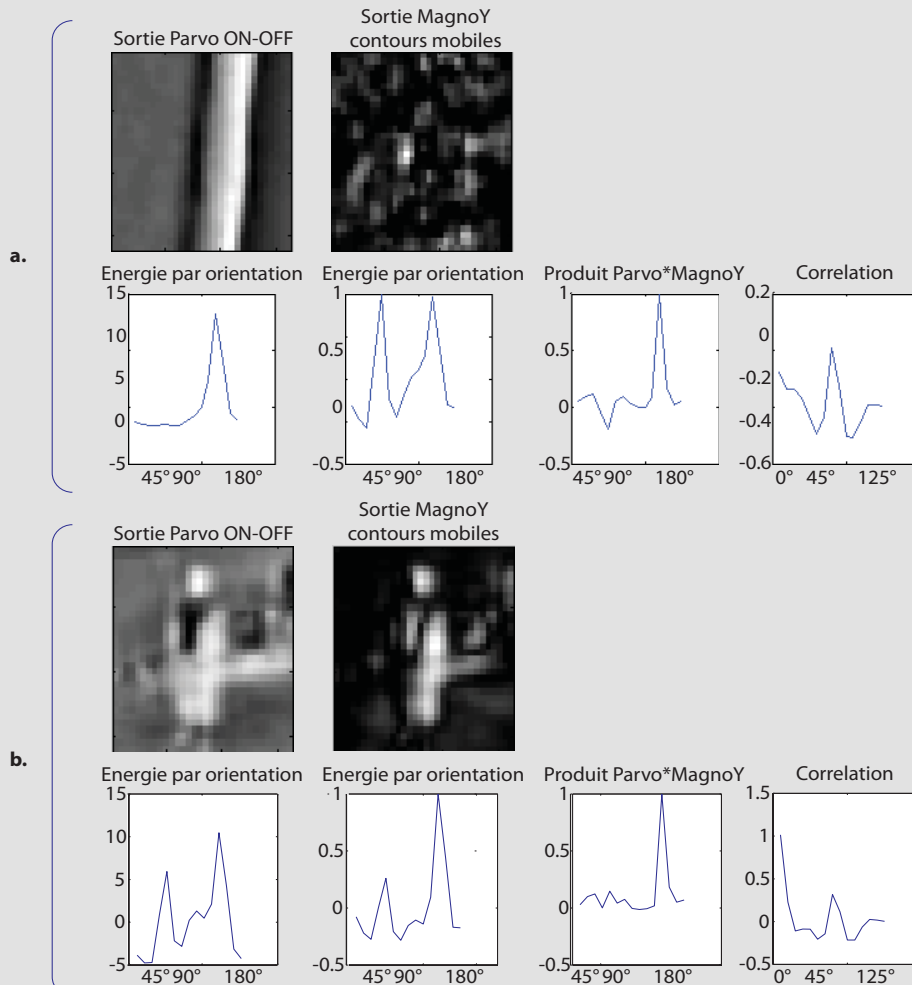 Sortie Parvo ON-OFF
Sortie MagnoY
contours mobiles
a.
Energie par orientation
Energie par orientation
Produit Parvo*MagnoY
Correlation
15
10
5
0
-5
45° 90° 180°
1
0.5
0
-0.5
45° 90° 180°
1
0.5
0
-0.5
45° 90° 180°
0.2
0
-0.2
-0.4
-0.6
0° 45° 125°
Sortie Parvo ON-OFF
Sortie MagnoY
contours mobiles
b.
Energie par orientation
Energie par orientation
Produit Parvo*MagnoY
Correlation
15
10
5
0
-5
45° 90° 180°
1
0.5
0
-0.5
45° 90° 180°
1
0.5
0
-0.5
45° 90° 180°
1.5
1
0.5
0
-0.5
0° 45° 125°